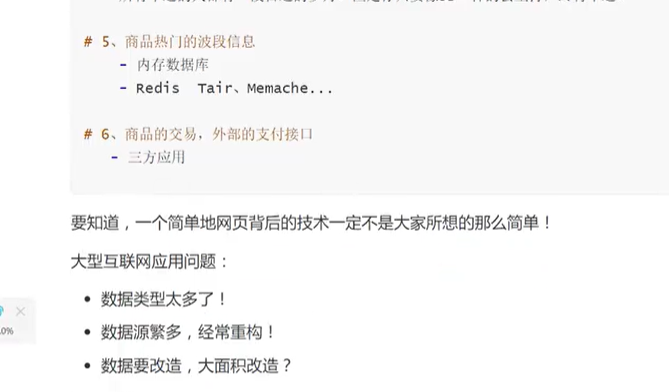 # 5、商品热门的波段信息
- 内存数据库
- Redis Tair、Memache...
# 6、商品的交易，外部的支付接口
- 三方应用
要知道，一个简单地网页背后的技术一定不是大家所想的那么简单！
大型互联网应用问题：
• 数据类型太多了！
• 数据源繁多，经常重构！
• 数据要改造，大面积改造？